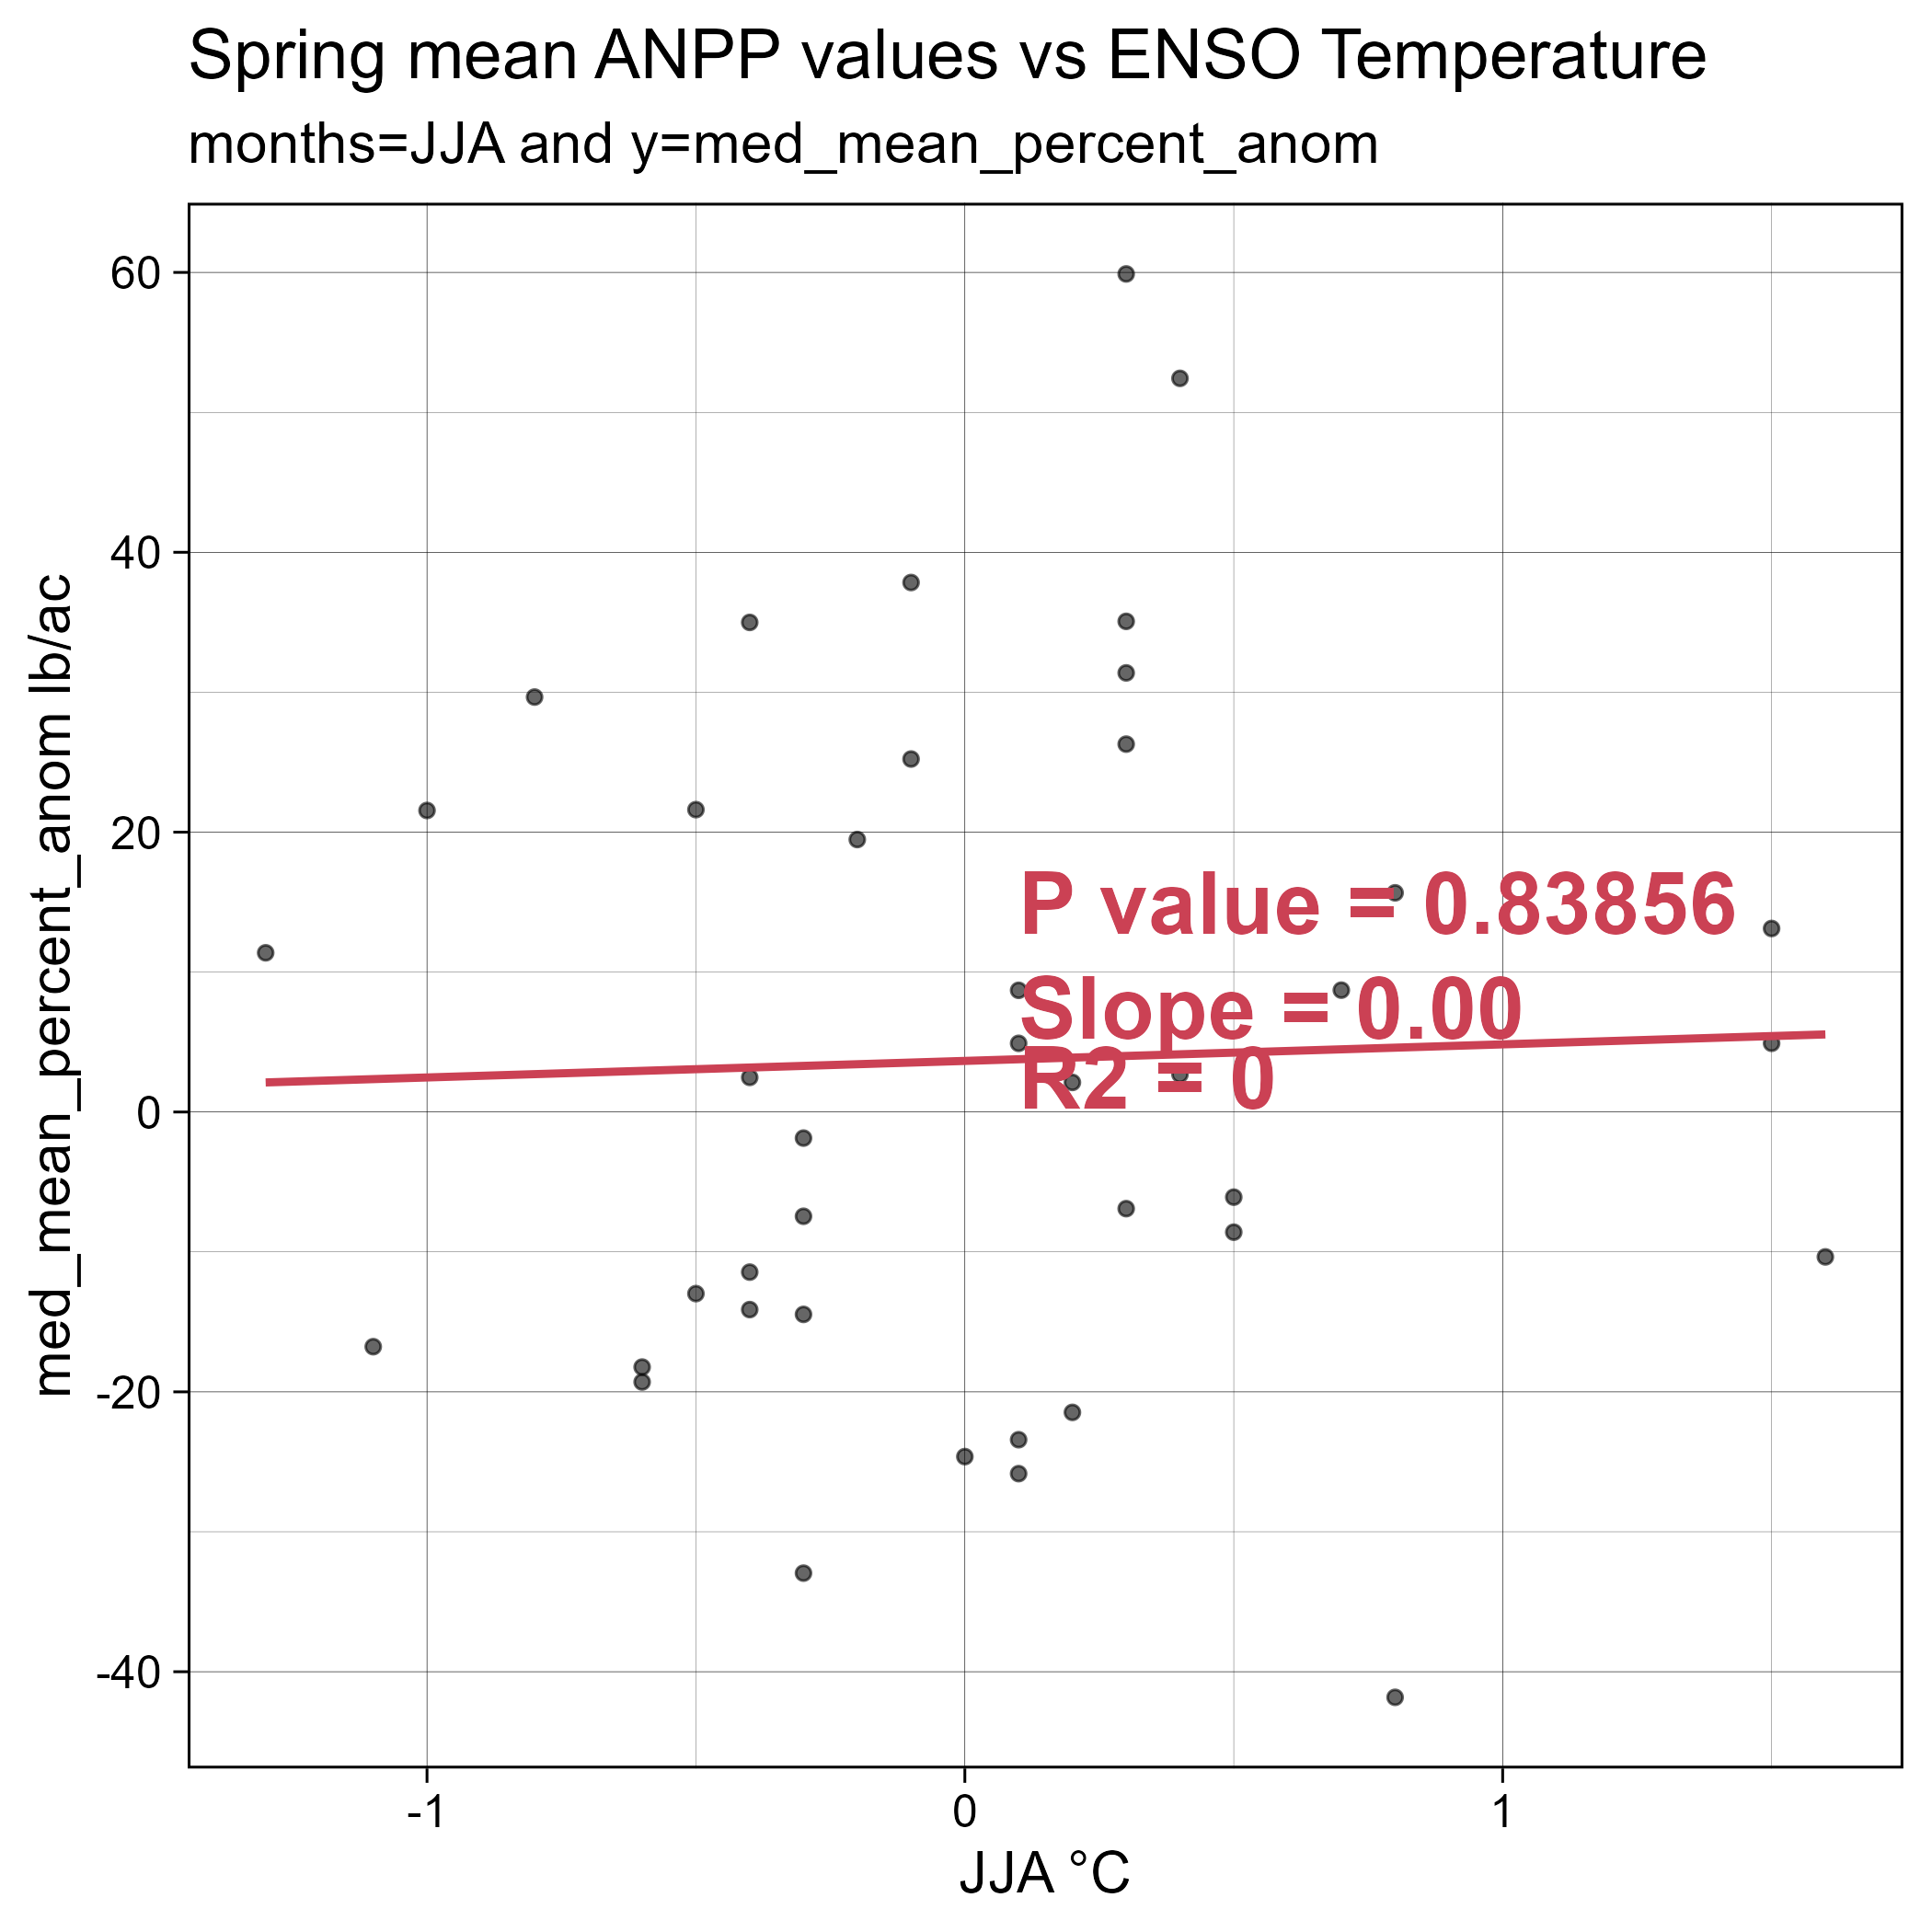 Spring mean ANPP values vs ENSO Temperature
months=JJA and y=med_mean_percent_anom
med_mean_percent_anom lb/ac
60
40
20
0
-20
-40
P value = 0.83856
Slope = 0.00
R2 = 0
-1
0
1
JJA °C